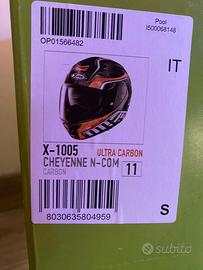 Pool
I500068148
OP01566482
IT
X-1005
ULTRA CARBON
CHEYENNE N-COM
CARBON
11
8030635804959
S
subito